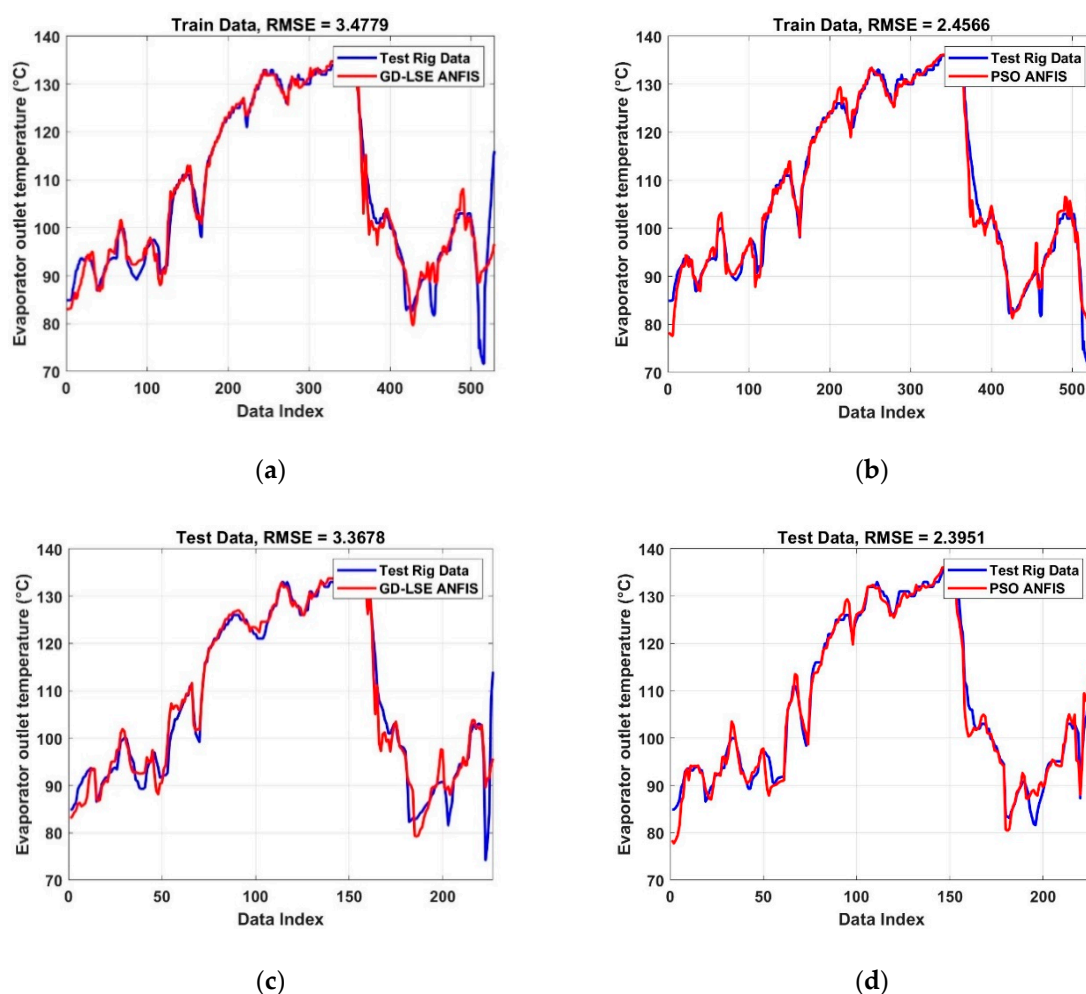 Train Data, RMSE = 3.4779
Evaporator outlet temperature (°C)
140
130
120
110
100
90
80
70
Test Rig Data
GD-LSE ANFIS
0 100 200 300 400 500
Data Index
(a)
Train Data, RMSE = 2.4566
Evaporator outlet temperature (°C)
140
130
120
110
100
90
80
70
Test Rig Data
PSO ANFIS
0 100 200 300 400 500
Data Index
(b)
Test Data, RMSE = 3.3678
Evaporator outlet temperature (°C)
140
130
120
110
100
90
80
70
Test Rig Data
GD-LSE ANFIS
0 50 100 150 200
Data Index
(c)
Test Data, RMSE = 2.3951
Evaporator outlet temperature (°C)
140
130
120
110
100
90
80
70
Test Rig Data
PSO ANFIS
0 50 100 150 200
Data Index
(d)